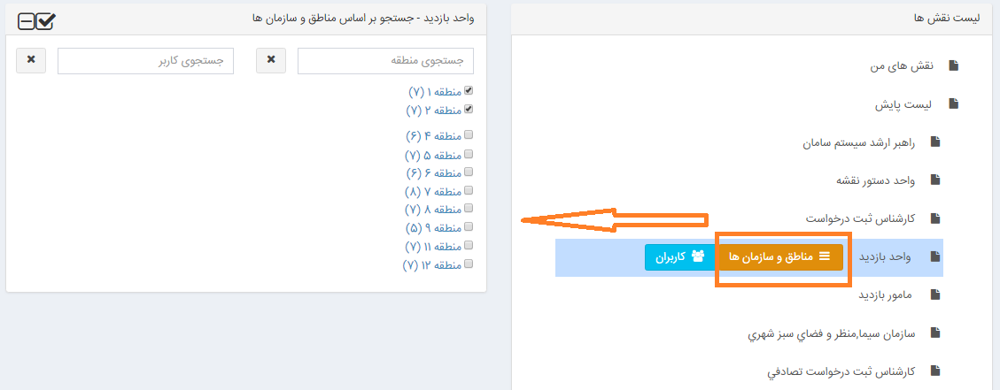 لیست نقش ها
نقش های من
لیست پایش
راهبر ارشد سیستم سامان
واحد دستور نقشه
کارشناس ثبت درخواست
واحد بازدید
مناطق و سازمان ها
کاربران
مامور بازدید
سازمان سیما,منظر و فضاي سبز شهري
کارشناس ثبت درخواست تصادفي
واحد بازدید - جستجو بر اساس مناطق و سازمان ها
جستجوی منطقه
جستجوی کاربر
منطقه ۱ (۷)
منطقه ۲ (۷)
منطقه ۴ (۶)
منطقه ۵ (۷)
منطقه ۶ (۶)
منطقه ۷ (۸)
منطقه ۸ (۷)
منطقه ۹ (۵)
منطقه ۱۱ (۷)
منطقه ۱۲ (۷)